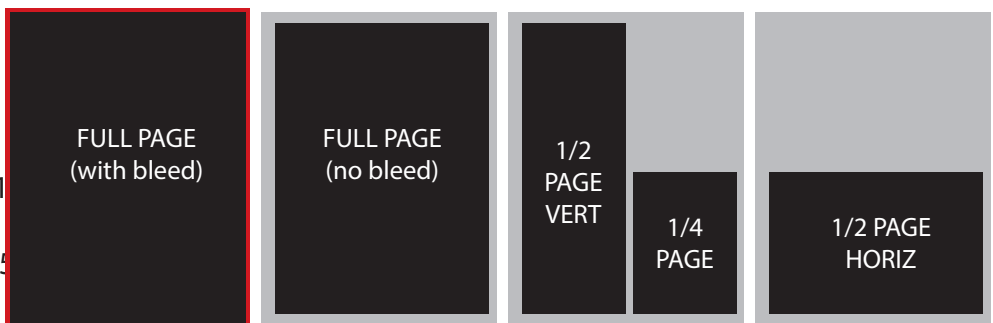 FULL PAGE
(with bleed)
FULL PAGE
(no bleed)
1/2
PAGE
VERT
1/4
PAGE
1/2 PAGE
HORIZ